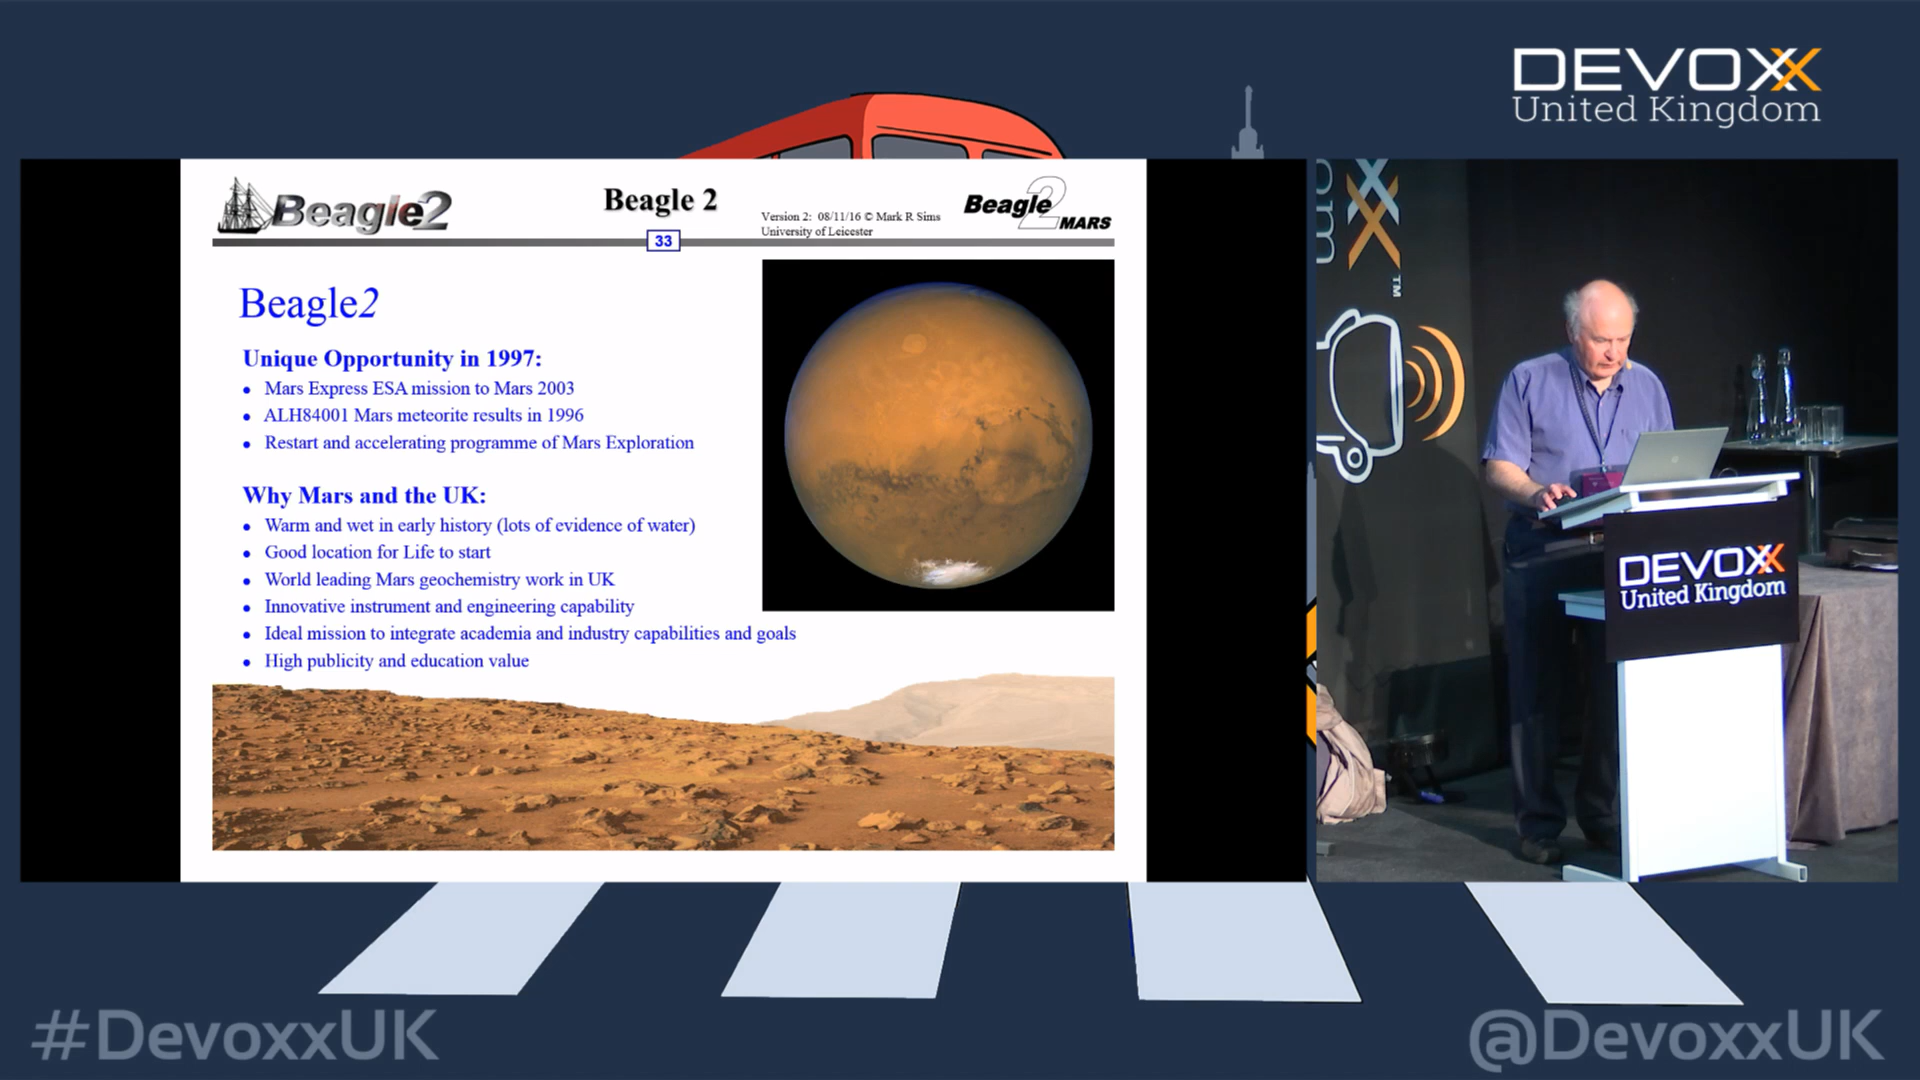 DEVOXX
United Kingdom
Beagle2
Beagle 2
Version 2: 08/11/16 © Mark R Sims
University of Leicester
Beagle 2
MARS
33
Beagle2
Unique Opportunity in 1997:
• Mars Express ESA mission to Mars 2003
• ALH84001 Mars meteorite results in 1996
• Restart and accelerating programme of Mars Exploration
Why Mars and the UK:
• Warm and wet in early history (lots of evidence of water)
• Good location for Life to start
• World leading Mars geochemistry work in UK
• Innovative instrument and engineering capability
• Ideal mission to integrate academia and industry capabilities and goals
• High publicity and education value
TM
DEVOXX
United Kingdom
#DevoxxUK
@DevoxxUK